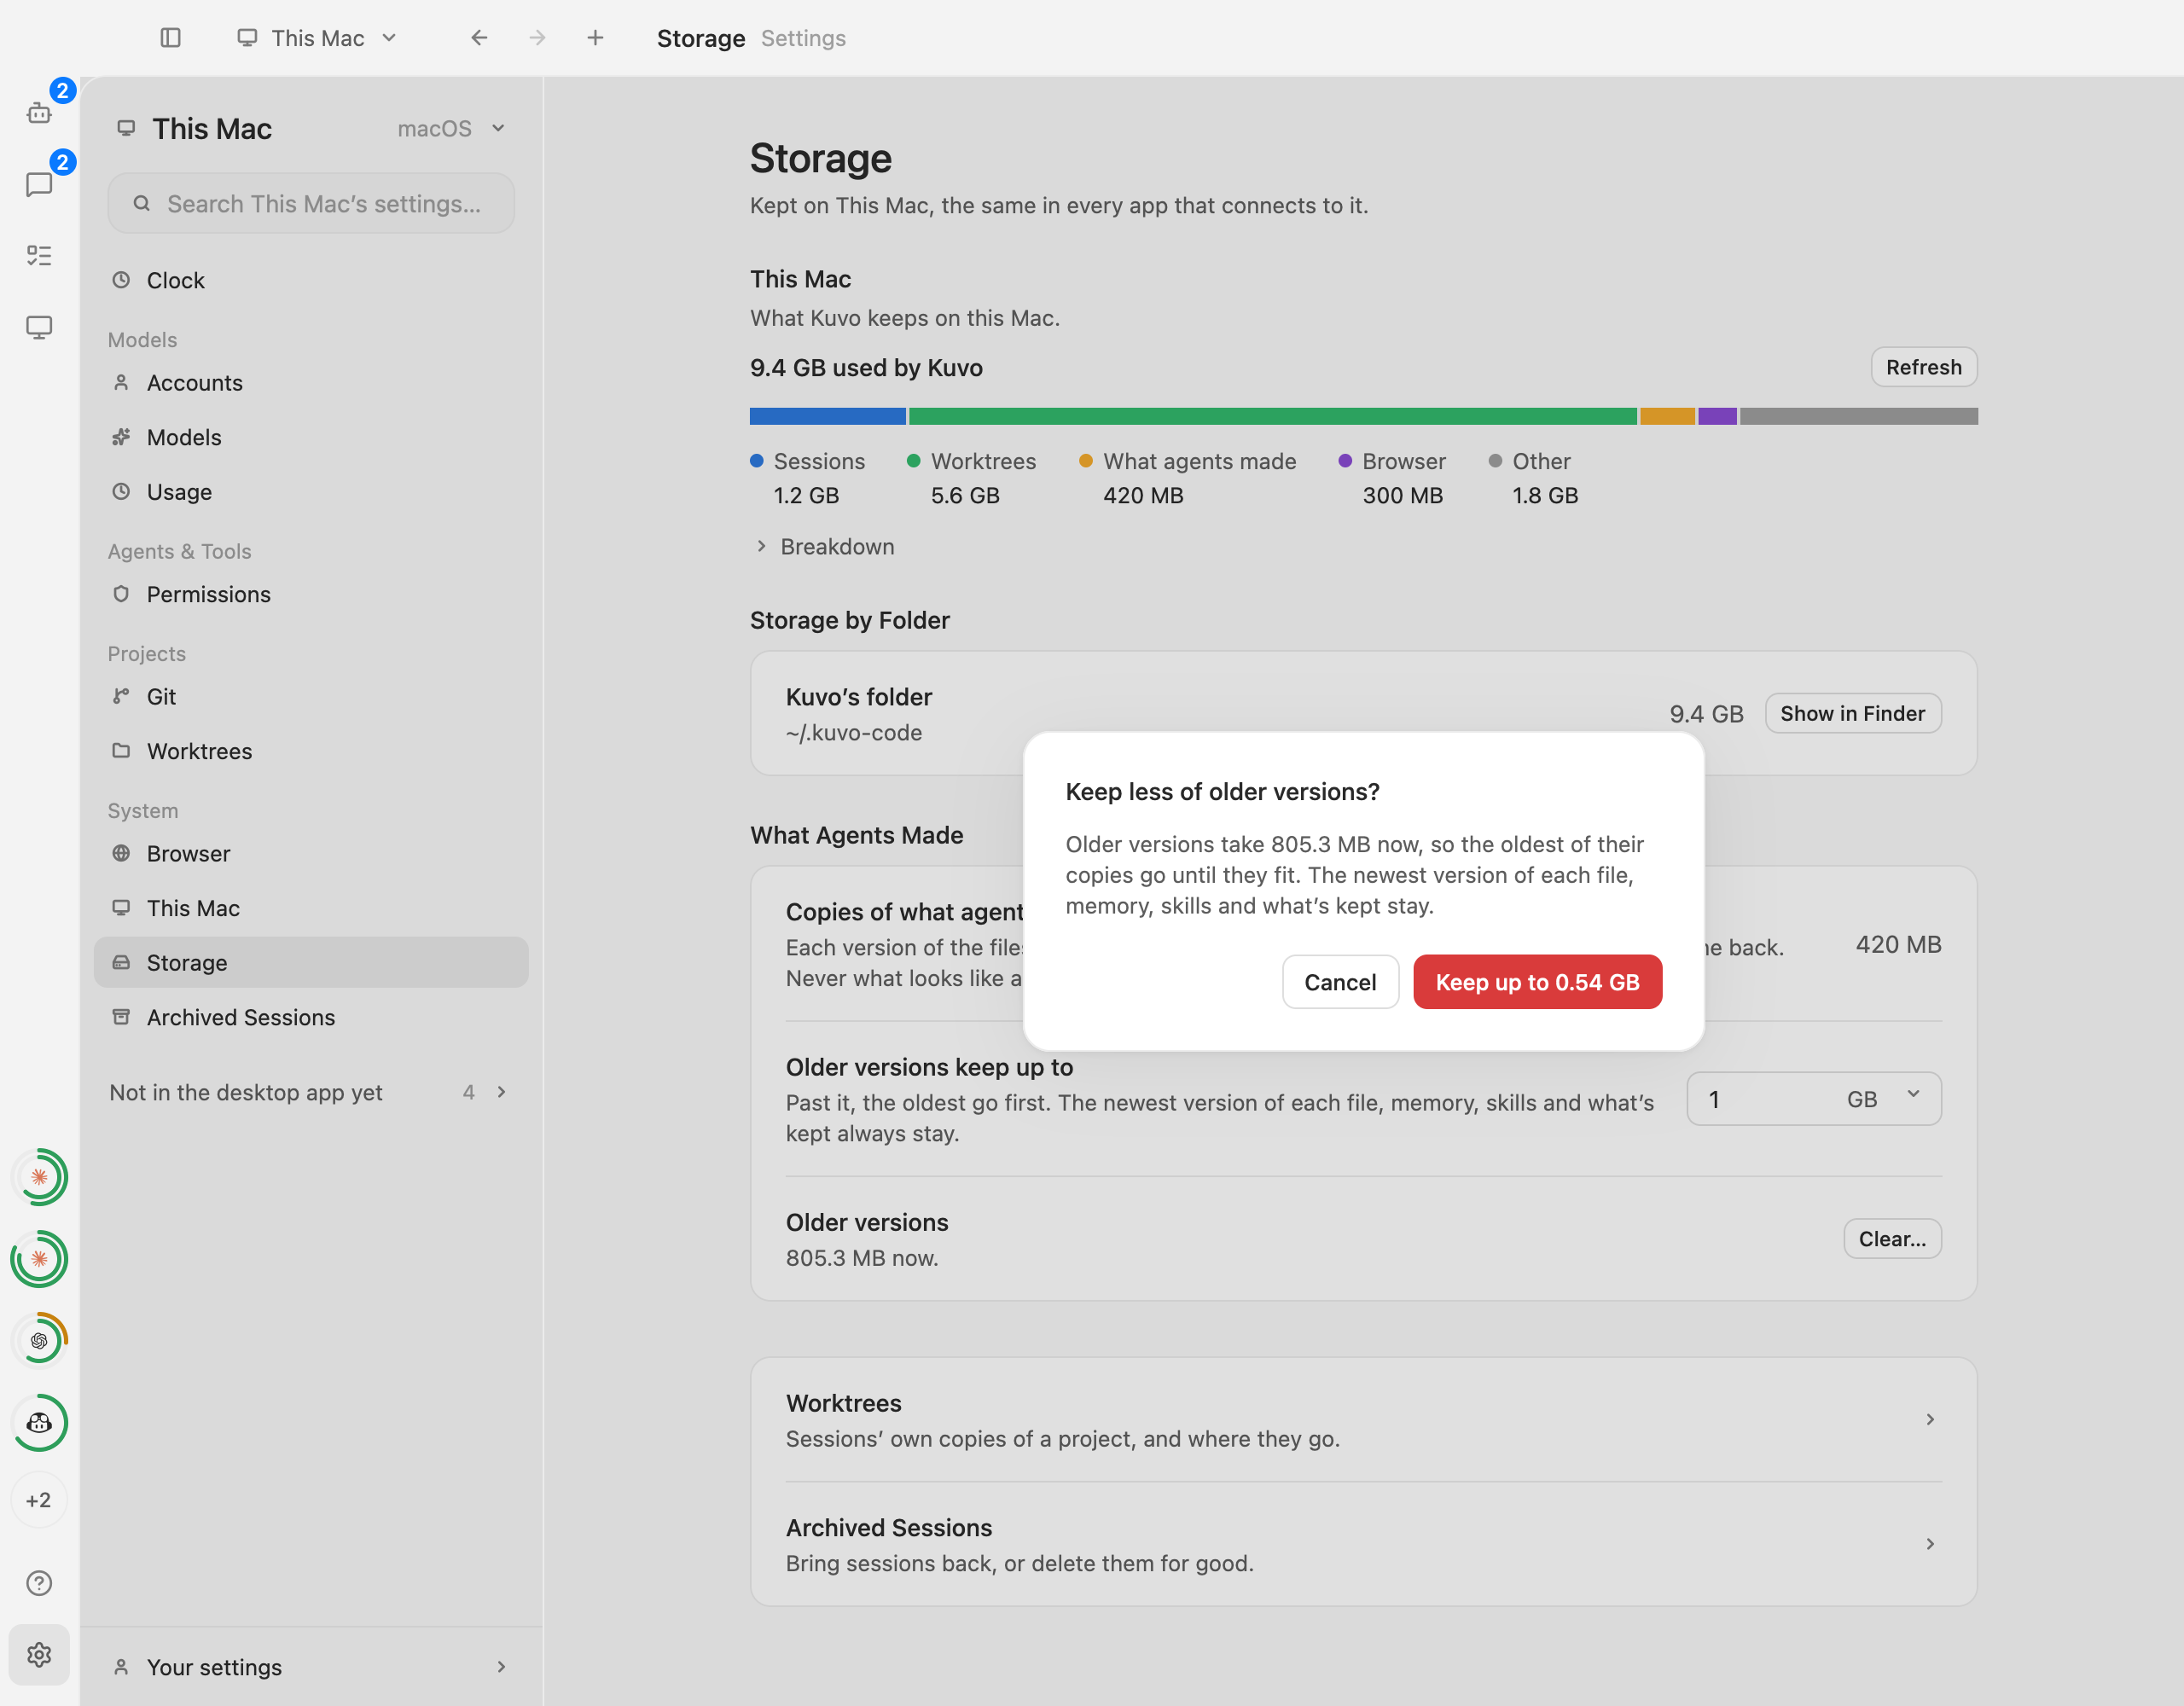 This Mac
Storage Settings
2
2
This Mac
macOS
Search This Mac’s settings...
Clock
Models
Accounts
Models
Usage
Agents & Tools
Permissions
Projects
Git
Worktrees
System
Browser
This Mac
Storage
Archived Sessions
Not in the desktop app yet 4
+2
Your settings
Storage
Kept on This Mac, the same in every app that connects to it.
This Mac
What Kuvo keeps on this Mac.
9.4 GB used by Kuvo
Refresh
Sessions
1.2 GB
Worktrees
5.6 GB
What agents made
420 MB
Browser
300 MB
Other
1.8 GB
Breakdown
Storage by Folder
Kuvo’s folder
~/.kuvo-code
9.4 GB
Show in Finder
What Agents Made
Copies of what agent
Each version of the
back.
Never what looks like a
420 MB
Keep less of older versions?
Older versions take 805.3 MB now, so the oldest of their
copies go until they fit. The newest version of each file,
memory, skills and what’s kept stay.
Cancel
Keep up to 0.54 GB
Older versions keep up to
Past it, the oldest go first. The newest version of each file, memory, skills and what’s
kept always stay.
1 GB
Older versions
805.3 MB now.
Clear...
Worktrees
Sessions’ own copies of a project, and where they go.
Archived Sessions
Bring sessions back, or delete them for good.